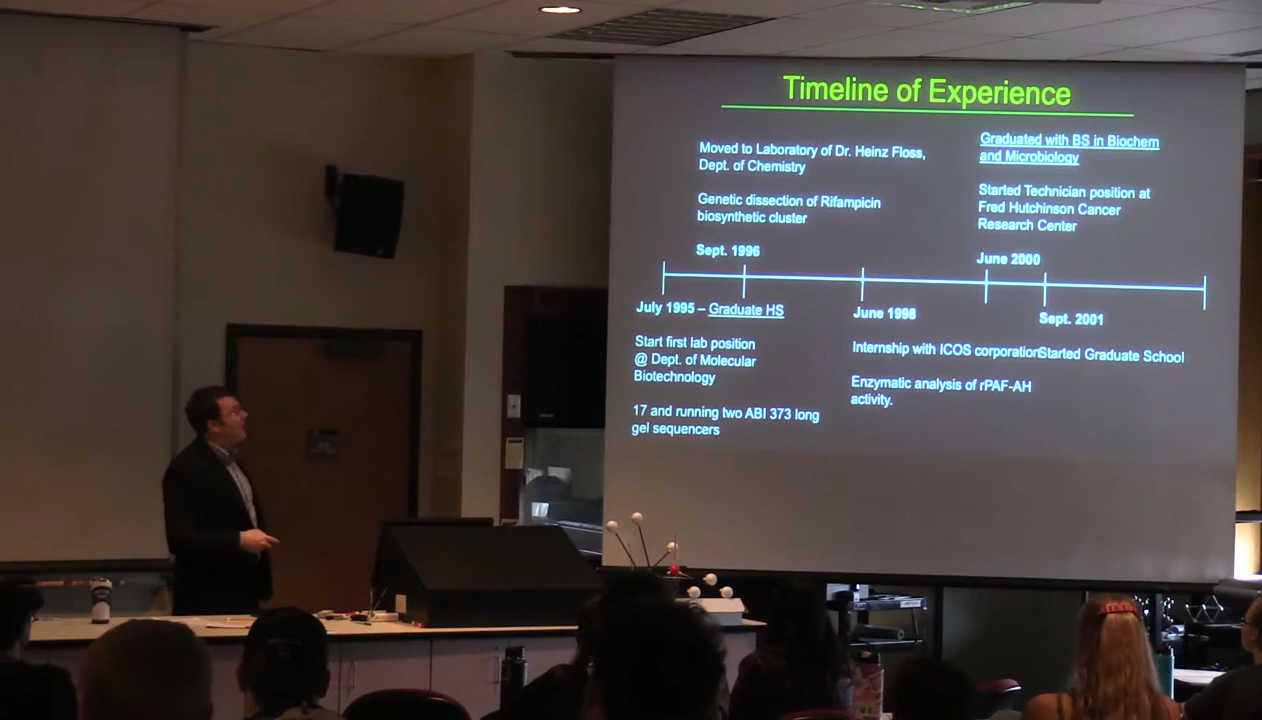 Timeline of Experience
Moved to Laboratory of Dr. Heinz Floss,
Dept. of Chemistry
Genetic dissection of Rifampicin
biosynthetic cluster
Sept. 1996
Graduated with BS in Biochem
and Microbiology
Started Technician position at
Fred Hutchinson Cancer
Research Center
June 2000
July 1995 – Graduate HS
Start first lab position
@ Dept. of Molecular
Biotechnology
17 and running two ABI 373 long
gel sequencers
June 1998
Internship with ICOS corporation
Enzymatic analysis of rPAF-AH
activity.
Sept. 2001
Started Graduate School